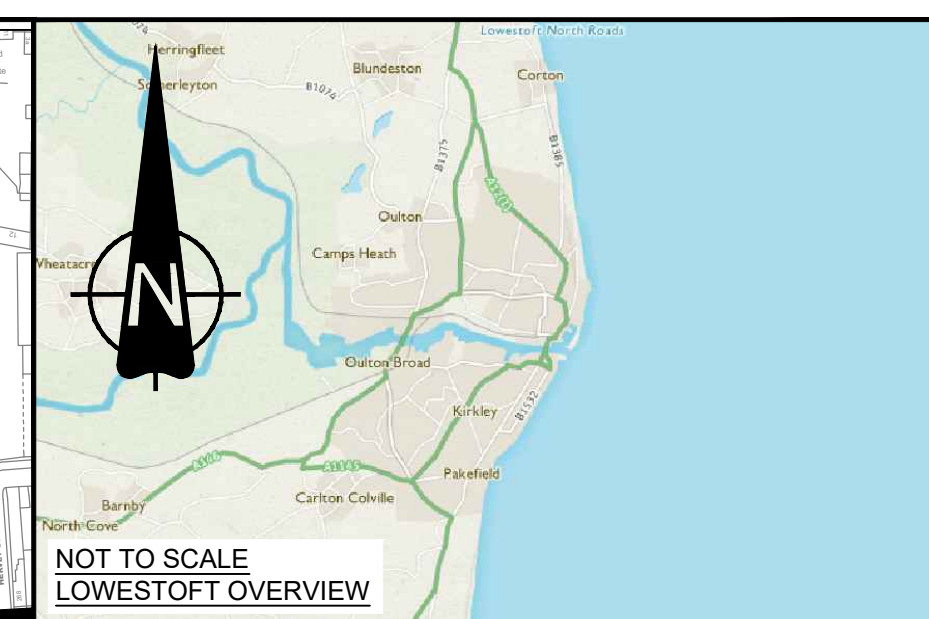 Lowestoft North Roads
Herringfleet
Blundeston
Corton
Somerleyton
B1074
B1375
B1385
A12(T)
Oulton
Camps Heath
Wheatacre
N
Oulton Broad
Kirkley
B1532
A146
A1145
Pakefield
Carlton Colville
Barnby
North Cove
NOT TO SCALE
LOWESTOFT OVERVIEW